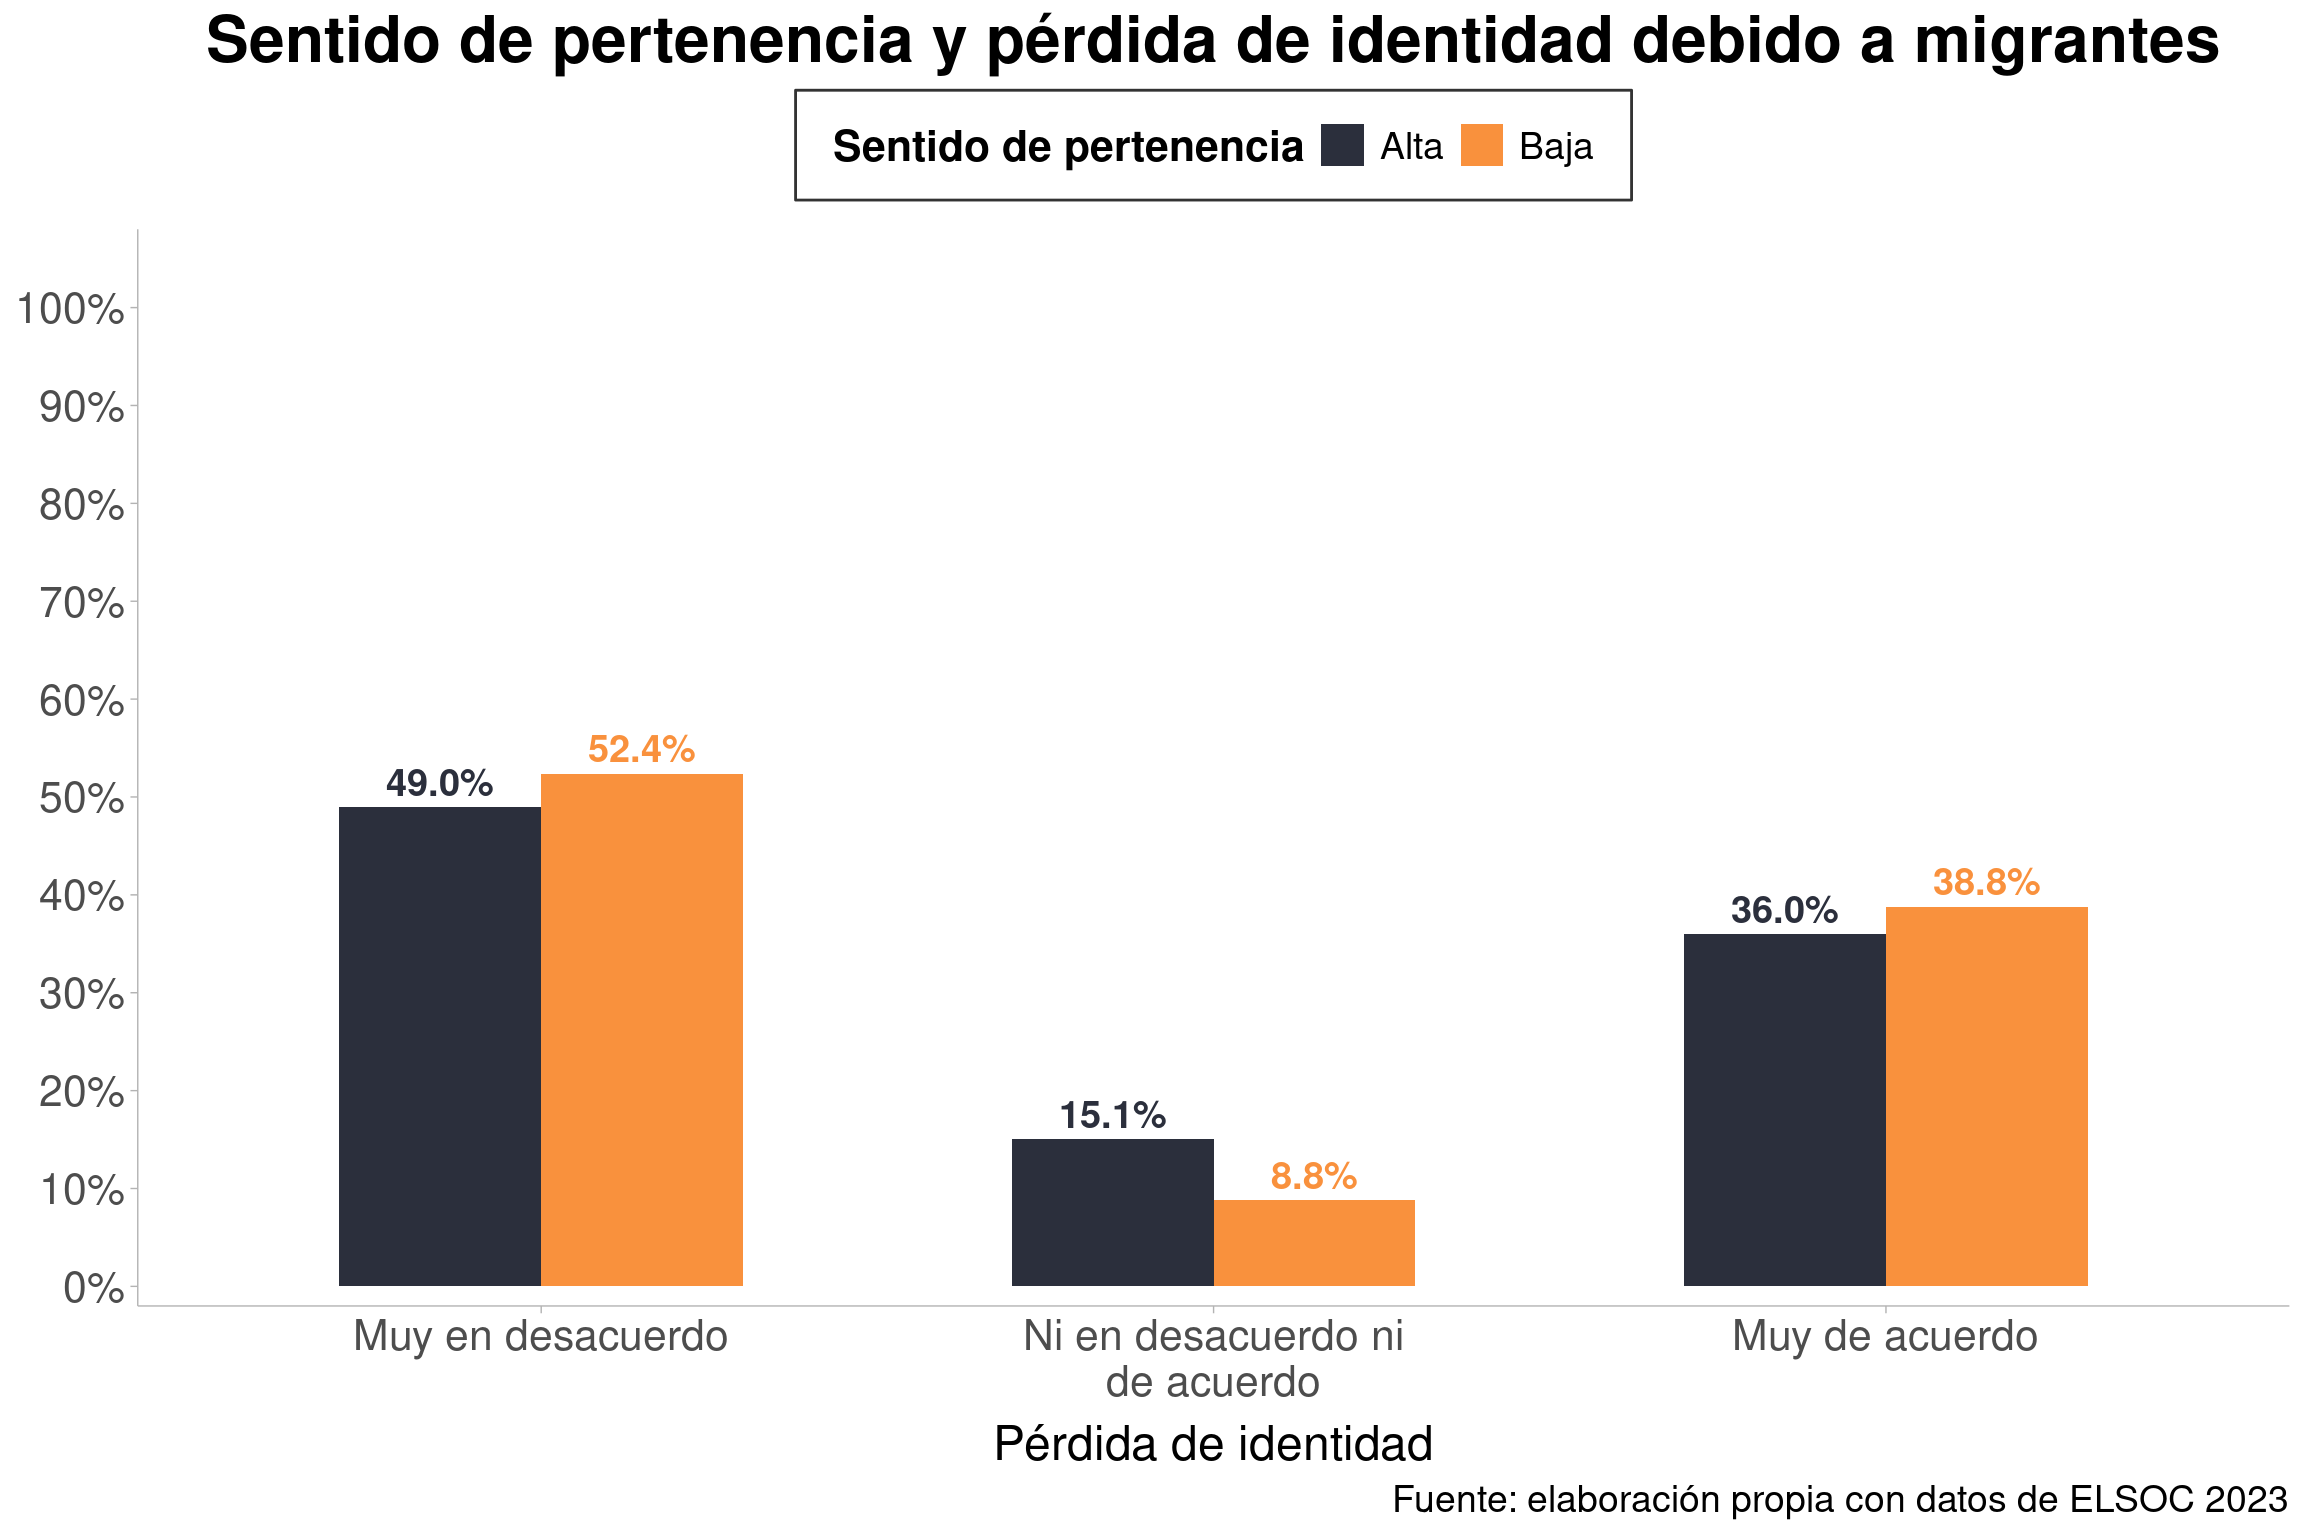 Sentido de pertenencia y pérdida de identidad debido a migrantes
Sentido de pertenencia Alta Baja
100%
90%
80%
70%
60%
50%
40%
30%
20%
10%
0%
49.0%
52.4%
15.1%
8.8%
36.0%
38.8%
Muy en desacuerdo
Ni en desacuerdo ni
de acuerdo
Muy de acuerdo
Pérdida de identidad
Fuente: elaboración propia con datos de ELSOC 2023